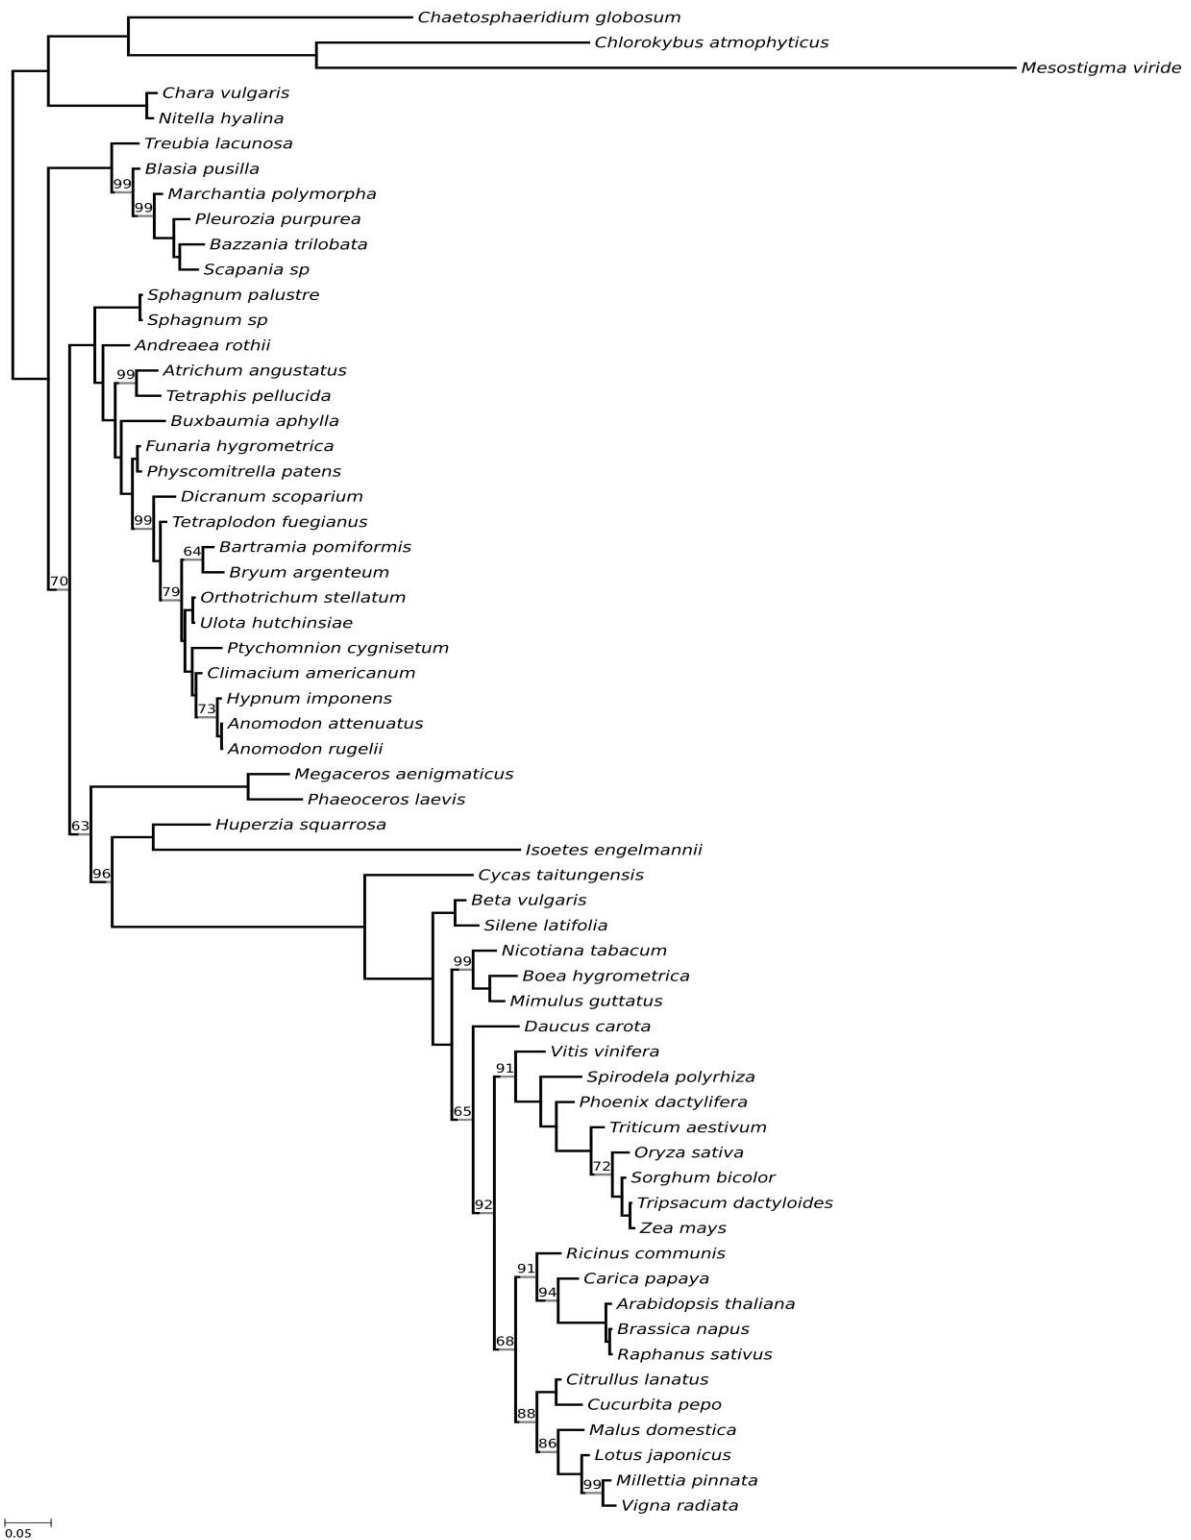 Chaetosphaeridium globosum
Chlorokybus atmophyticus
Mesostigma viride
Chara vulgaris
Nitella hyalina
Treubia lacunosa
Blasia pusilla
99
Marchantia polymorpha
99
Pleurozia purpurea
Bazzania trilobata
Scapania sp
Sphagnum palustre
Sphagnum sp
Andreaea rothii
Atrichum angustatus
99
Tetraphis pellucida
Buxbaumia aphylla
Funaria hygrometrica
Physcomitrella patens
Dicranum scoparium
99
Tetraplodon fuegianus
Bartramia pomiformis
64
Bryum argenteum
70
79
Orthotrichum stellatum
Ulota hutchinsiae
Ptychomnion cygnisetum
Climacium americanum
Hypnum imponens
73
Anomodon attenuatus
Anomodon rugelii
Megaceros aenigmaticus
Phaeoceros laevis
63
Huperzia squarrosa
Isoetes engelmannii
96
Cycas taitungensis
Beta vulgaris
Silene latifolia
Nicotiana tabacum
99
Boea hygrometrica
Mimulus guttatus
Daucus carota
Vitis vinifera
91
Spirodela polyrhiza
Phoenix dactylifera
65
Triticum aestivum
Oryza sativa
72
Sorghum bicolor
Tripsacum dactyloides
92
Zea mays
Ricinus communis
91
Carica papaya
94
Arabidopsis thaliana
Brassica napus
68
Raphanus sativus
Citrullus lanatus
Cucurbita pepo
88
Malus domestica
86
Lotus japonicus
Millettia pinnata
99
Vigna radiata
0.05